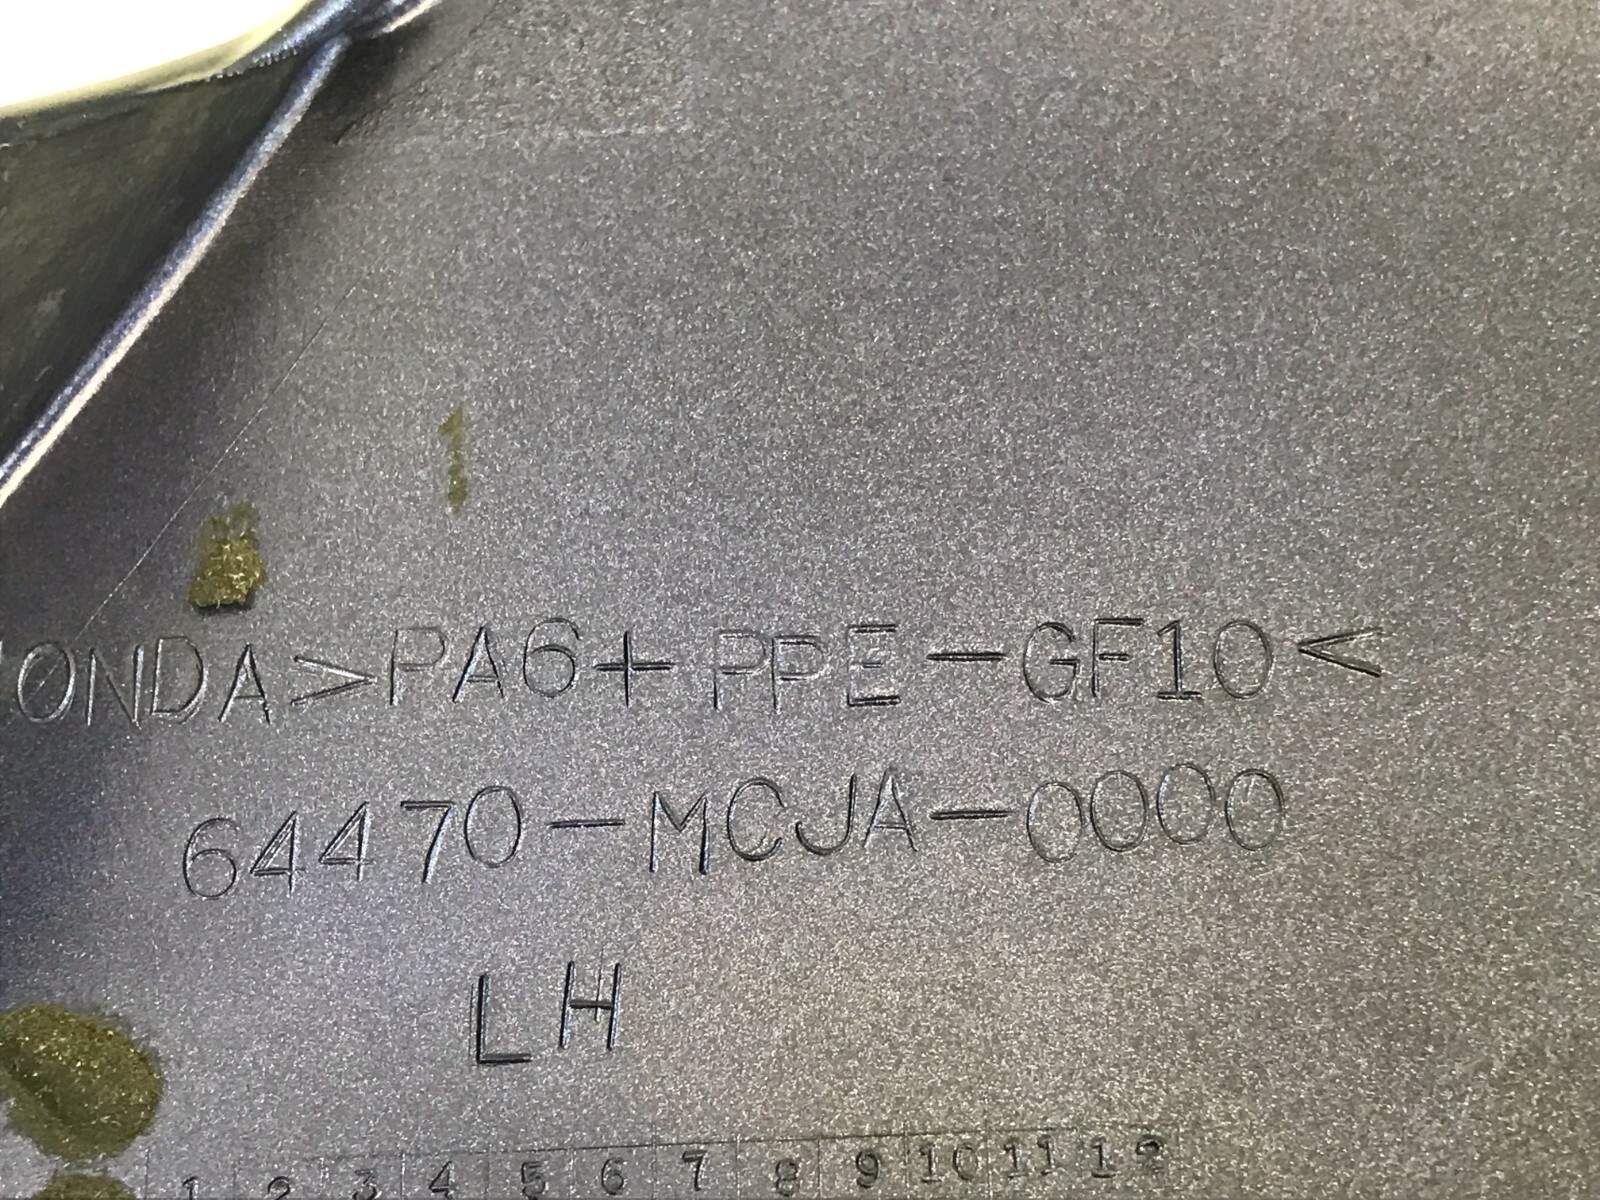 ONDA>PA6+PPE-GF10<
64470-MCJA-0000
LH
1 2 3 4 5 6 7 8 9 10 11 12